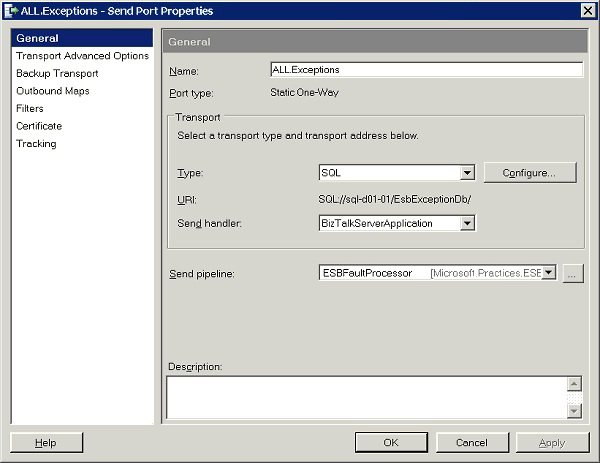 ALL.Exceptions - Send Port Properties
General
Transport Advanced Options
Backup Transport
Outbound Maps
Filters
Certificate
Tracking
General
Name: ALL.Exceptions
Port type: Static One-Way
Transport
Select a transport type and transport address below.
Type: SQL Configure...
URI: SQL://sql-d01-01/EsbExceptionDb/
Send handler: BizTalkServerApplication
Send pipeline: ESBFaultProcessor [Microsoft.Practices.ESB ...
Description:
Help OK Cancel Apply